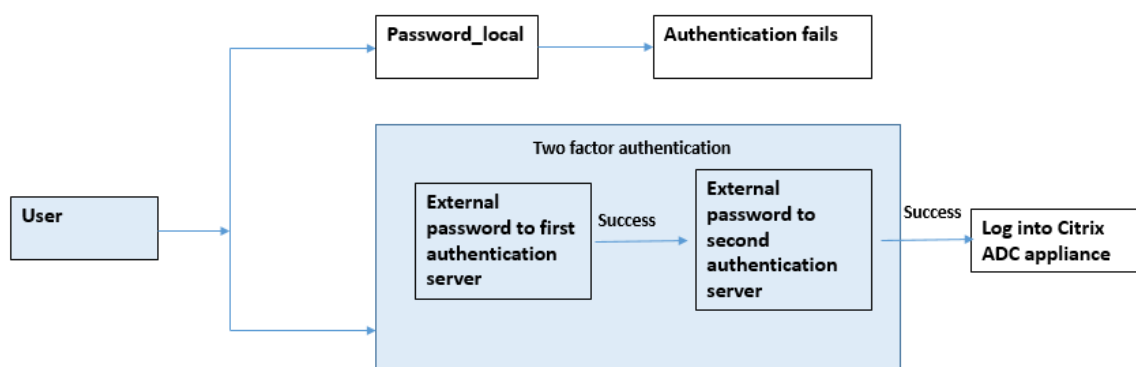 Password_local
Authentication fails
Two factor authentication
User
External
password to first
authentication
server
Success
External
password to
second
authentication
server
Success
Log into Citrix
ADC appliance